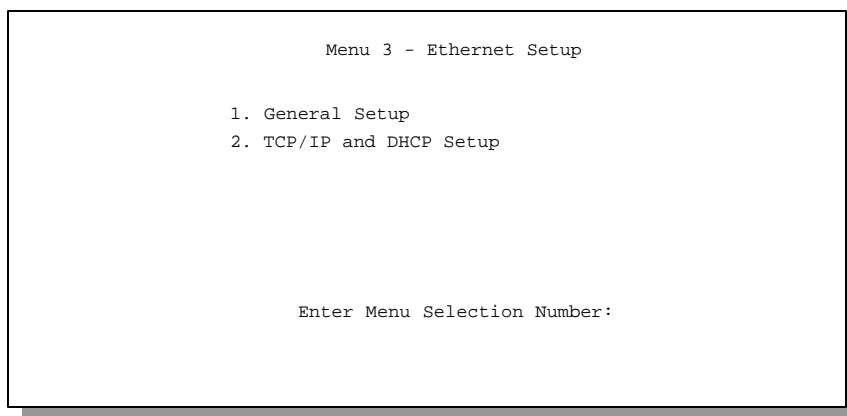 Menu 3 - Ethernet Setup
1. General Setup
2. TCP/IP and DHCP Setup
Enter Menu Selection Number: